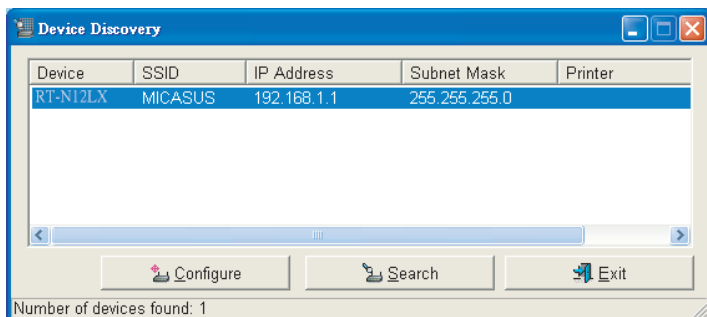 Device Discovery
Device SSID IP Address Subnet Mask Printer
RT-N12LX MICASUS 192.168.1.1 255.255.255.0
Configure Search Exit
Number of devices found: 1